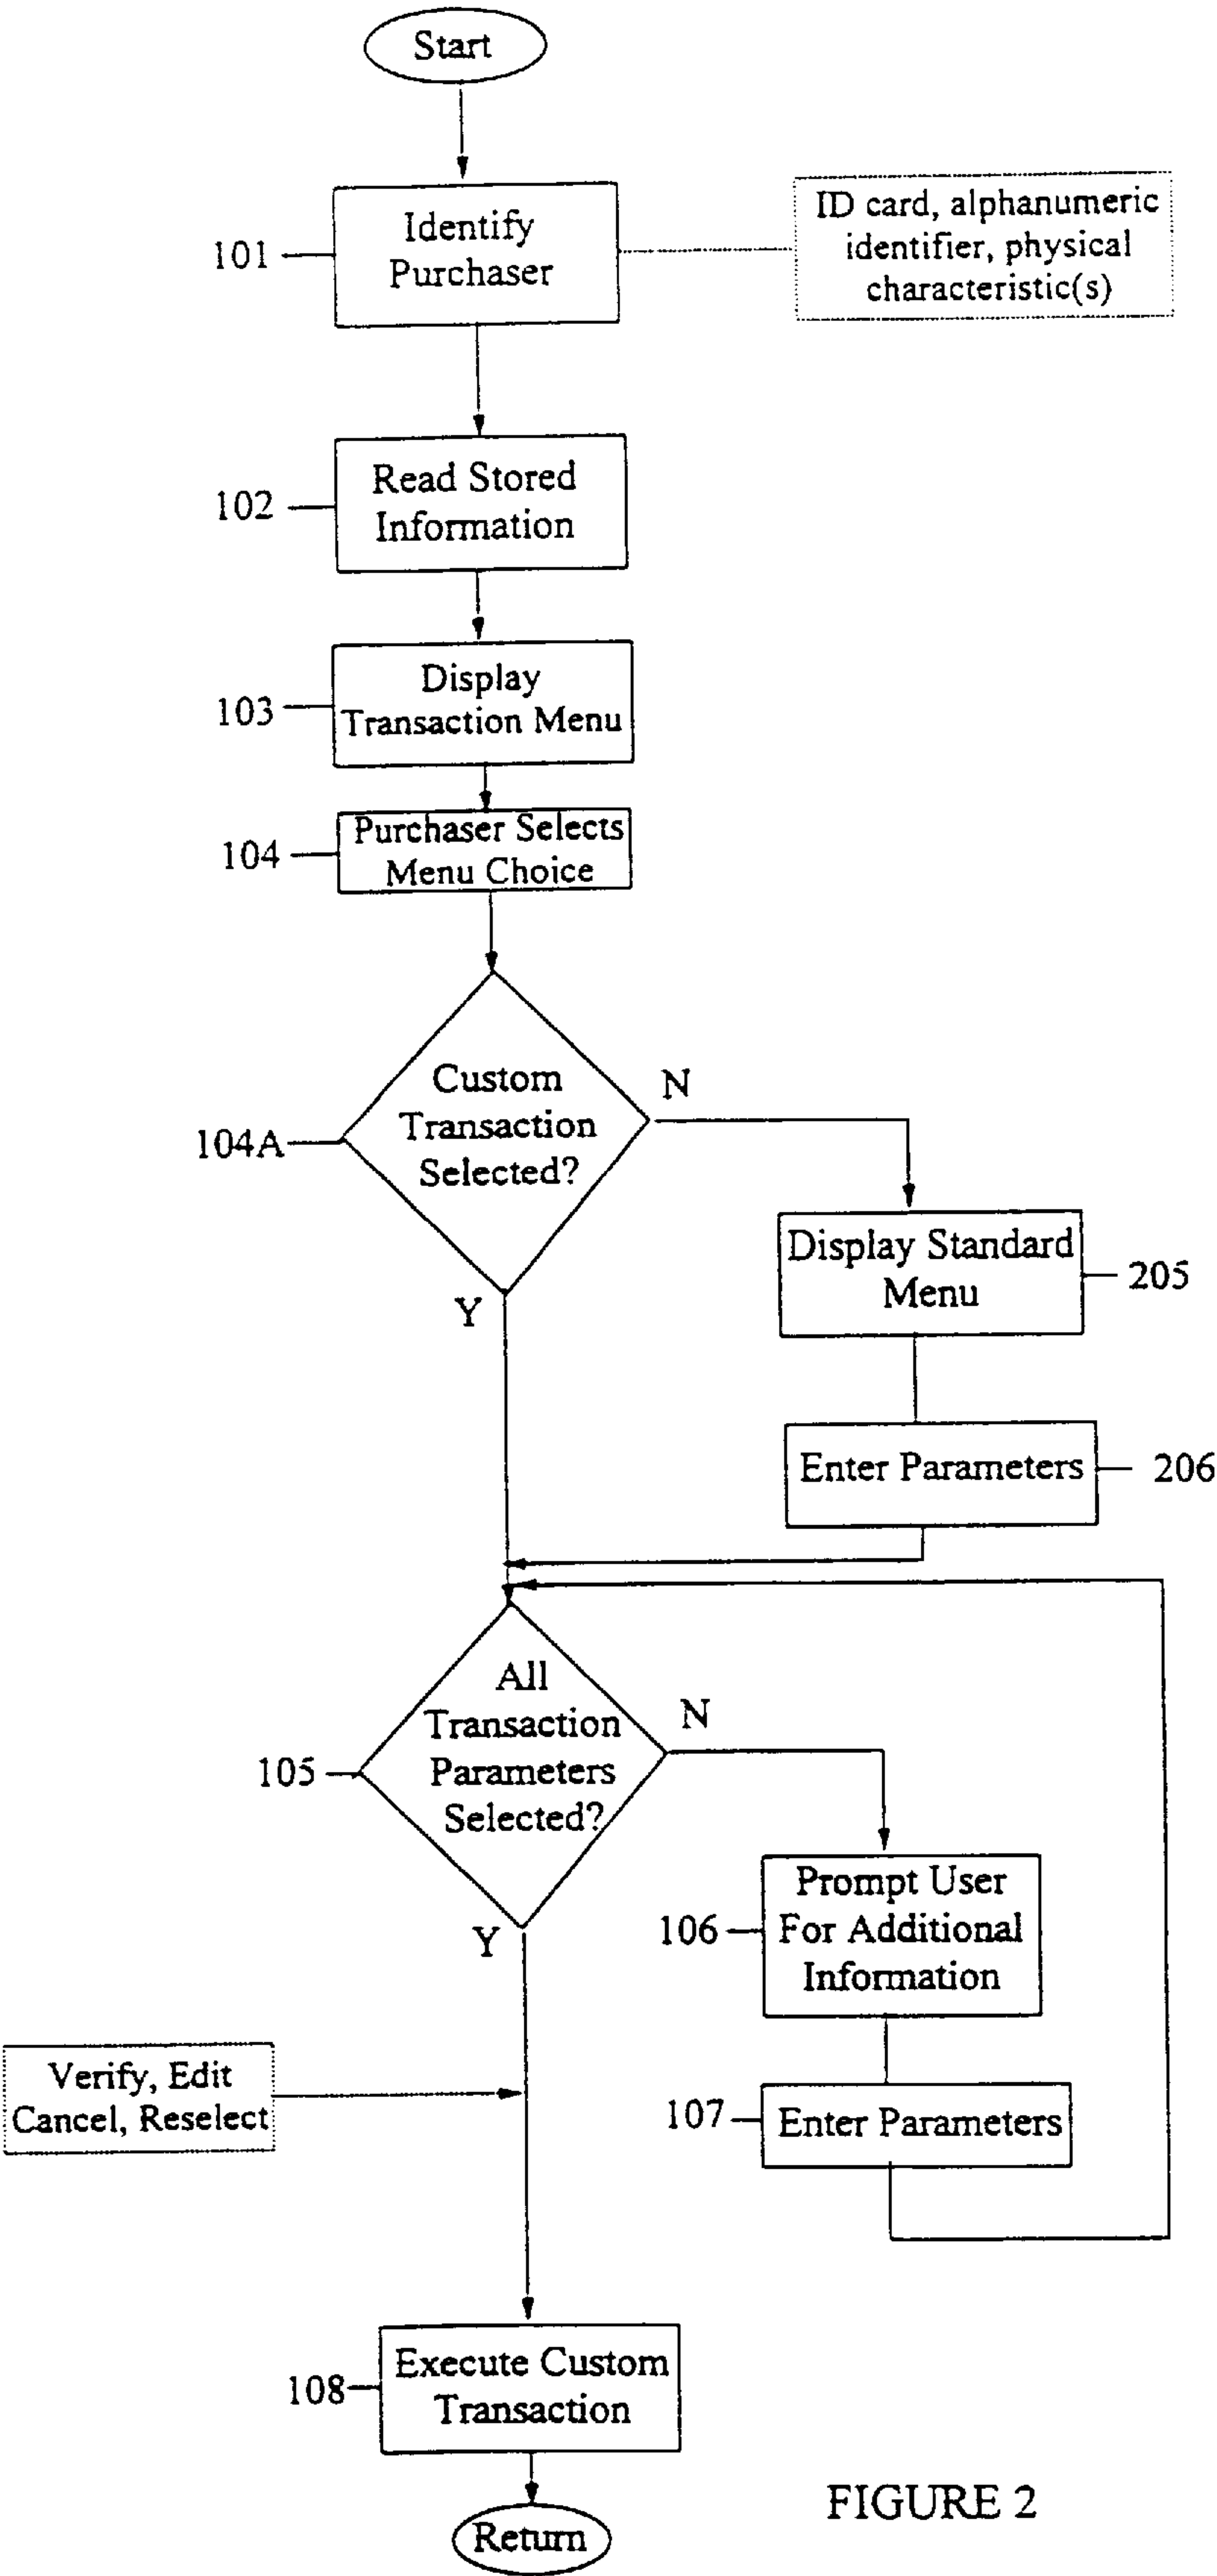 Start
Identify
Purchaser
101
ID card, alphanumeric
identifier, physical
characteristic(s)
Read Stored
Information
102
Display
Transaction Menu
103
Purchaser Selects
Menu Choice
104
Custom
Transaction
Selected?
104A
N
Y
Display Standard
Menu
205
Enter Parameters
206
All
Transaction
Parameters
Selected?
105
N
Y
Prompt User
For Additional
Information
106
Verify, Edit
Cancel, Reselect
Enter Parameters
107
Execute Custom
Transaction
108
Return
FIGURE 2